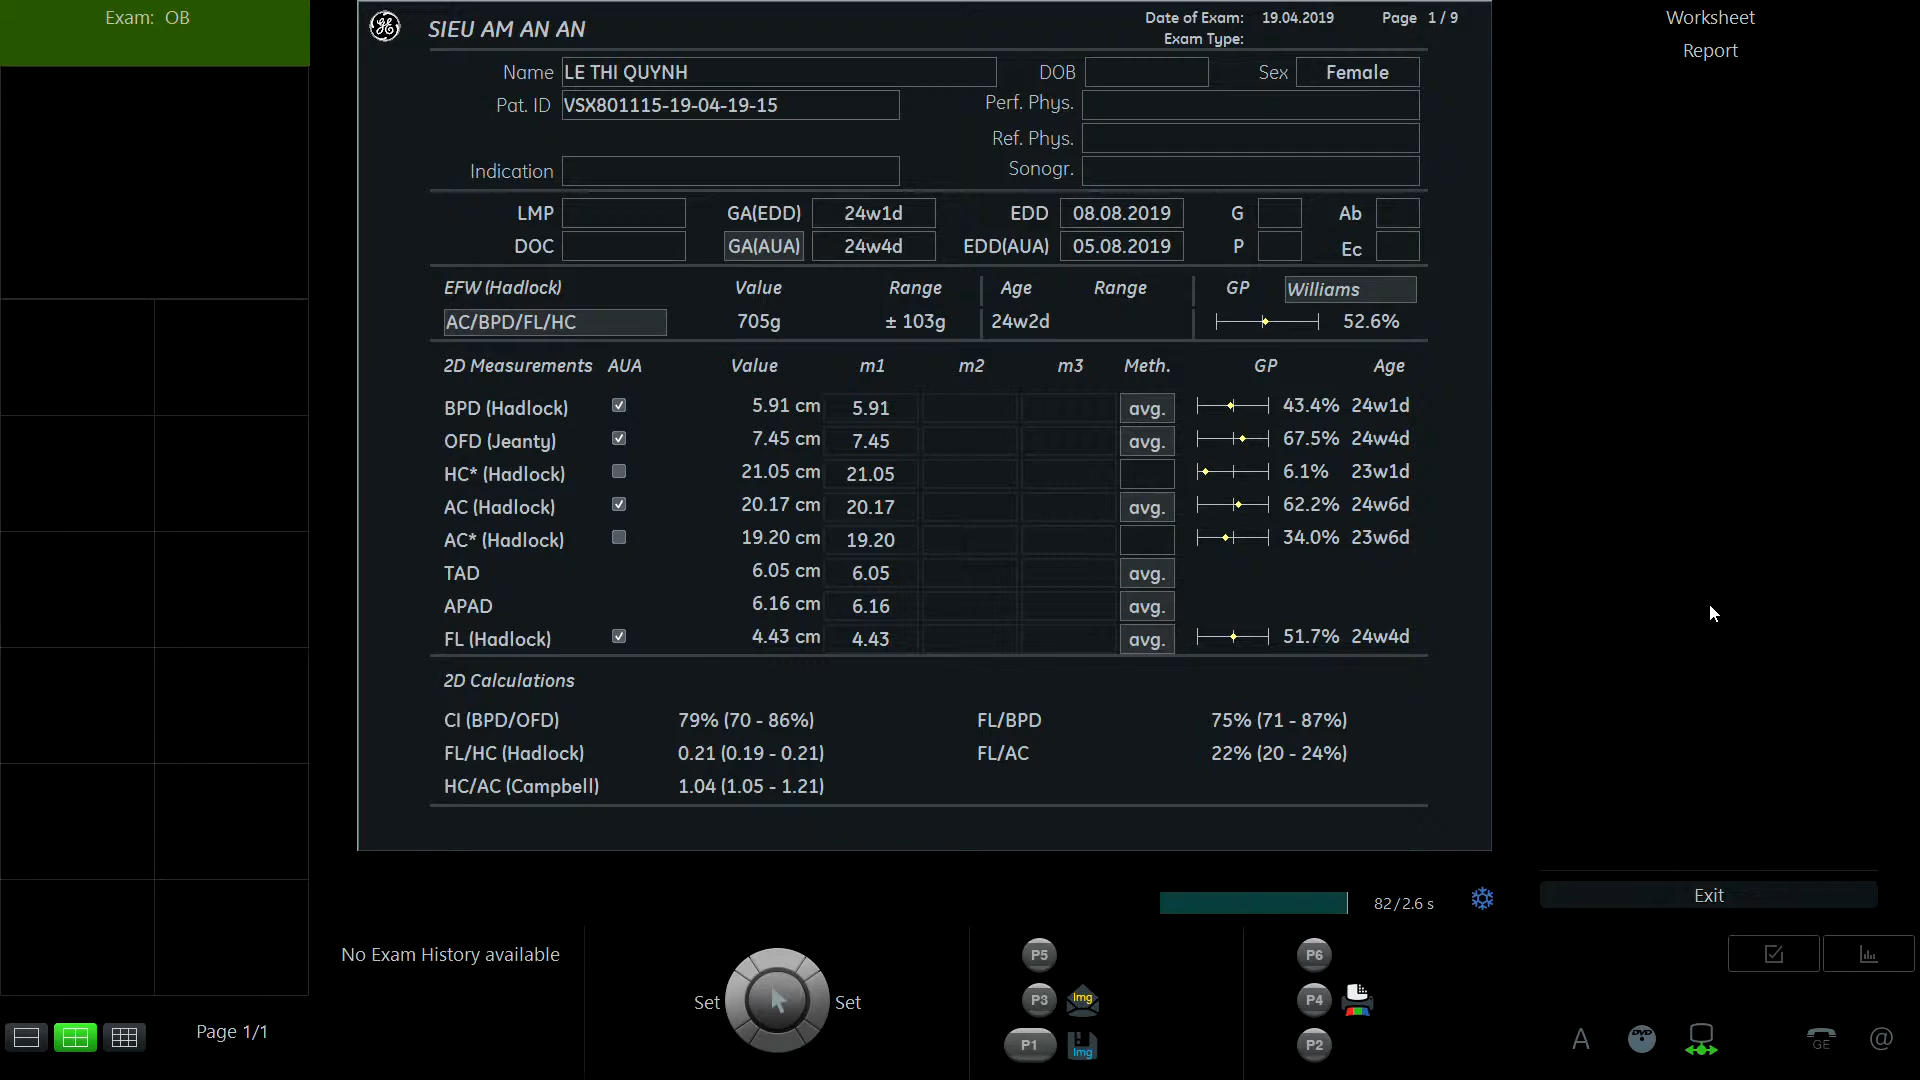 Exam: OB
SIEU AM AN AN
Date of Exam: 19.04.2019 Page 1 / 9
Exam Type:
Name LE THI QUYNH DOB Sex Female
Pat. ID VSX801115-19-04-19-15 Perf. Phys.
Ref. Phys.
Indication Sonogr.
LMP GA(EDD) 24w1d EDD 08.08.2019 G Ab
DOC GA(AUA) 24w4d EDD(AUA) 05.08.2019 P Ec
EFW (Hadlock) Value Range Age Range GP Williams
AC/BPD/FL/HC 705g ± 103g 24w2d 52.6%
2D Measurements AUA Value m1 m2 m3 Meth. GP Age
BPD (Hadlock) 5.91 cm 5.91 avg. 43.4% 24w1d
OFD (Jeanty) 7.45 cm 7.45 avg. 67.5% 24w4d
HC* (Hadlock) 21.05 cm 21.05 6.1% 23w1d
AC (Hadlock) 20.17 cm 20.17 avg. 62.2% 24w6d
AC* (Hadlock) 19.20 cm 19.20 34.0% 23w6d
TAD 6.05 cm 6.05 avg.
APAD 6.16 cm 6.16 avg.
FL (Hadlock) 4.43 cm 4.43 avg. 51.7% 24w4d
2D Calculations
CI (BPD/OFD) 79% (70 - 86%) FL/BPD 75% (71 - 87%)
FL/HC (Hadlock) 0.21 (0.19 - 0.21) FL/AC 22% (20 - 24%)
HC/AC (Campbell) 1.04 (1.05 - 1.21)
Worksheet
Report
82/2.6 s
Exit
No Exam History available
Set Set
P5
P3 Img
P1 Img
P6
P4
P2
Page 1/1
A DVD GE @